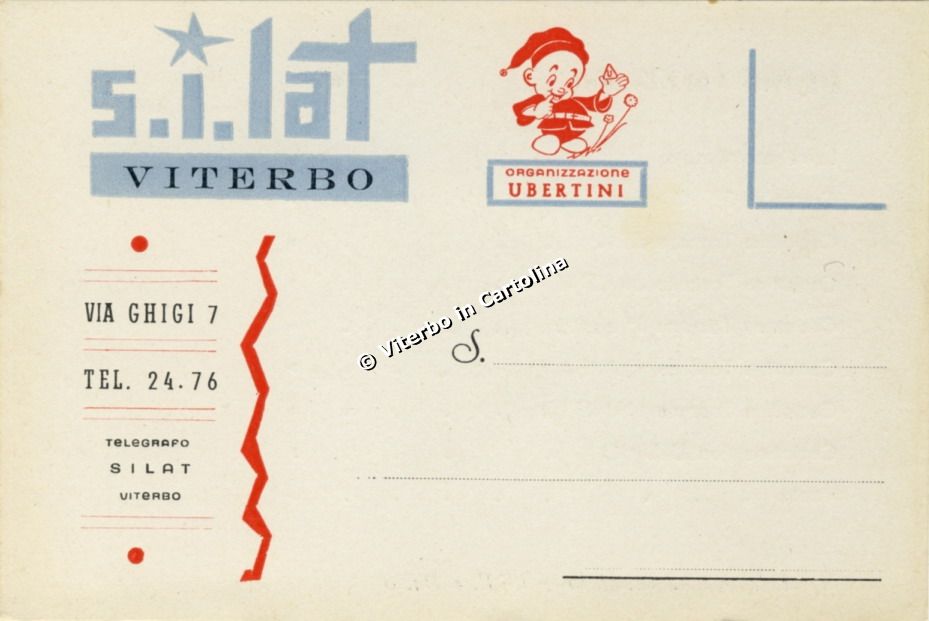 s.i.lat
VITERBO
ORGANIZZAZIONE
UBERTINI
VIA GHIGI 7
TEL. 24.76
TELEGRAFO
SILAT
VITERBO
© Viterbo in Cartolina
S.